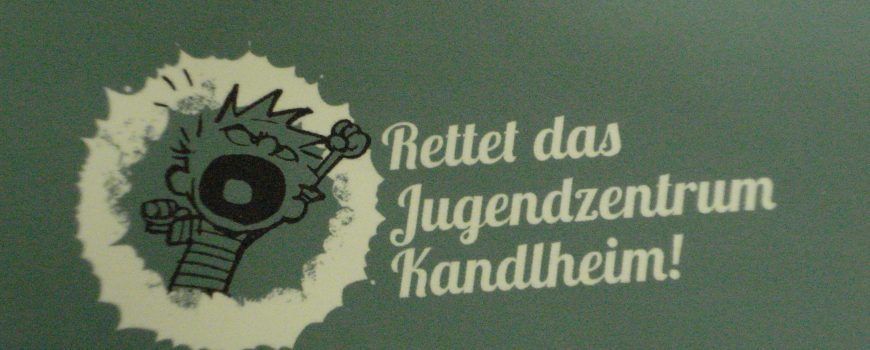 Rettet das
Jugendzentrum
Kandlheim!